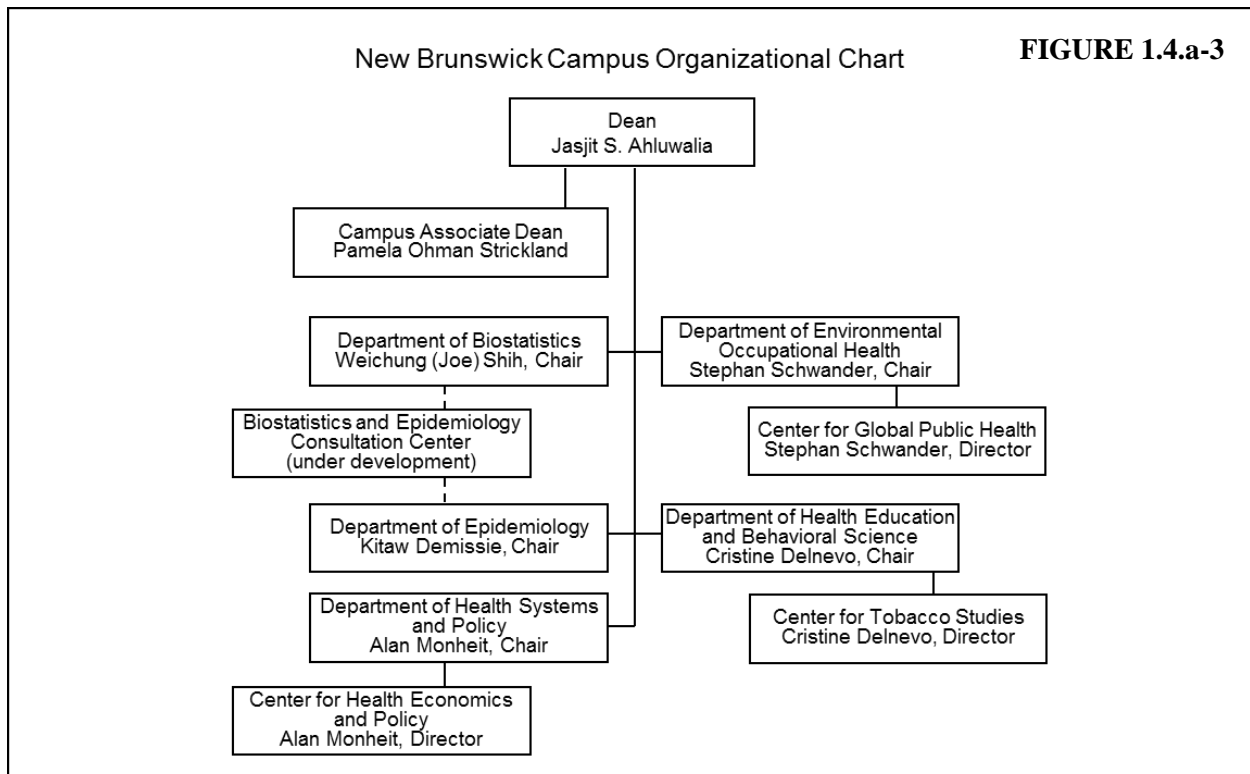 New Brunswick Campus Organizational Chart
FIGURE 1.4.a-3
Dean
Jasjit S. Ahluwalia
Campus Associate Dean
Pamela Ohman Strickland
Department of Biostatistics
Weichung (Joe) Shih, Chair
Department of Environmental
Occupational Health
Stephan Schwander, Chair
Biostatistics and Epidemiology
Consultation Center
(under development)
Center for Global Public Health
Stephan Schwander, Director
Department of Epidemiology
Kitaw Demissie, Chair
Department of Health Education
and Behavioral Science
Cristine Delnevo, Chair
Department of Health Systems
and Policy
Alan Monheit, Chair
Center for Tobacco Studies
Cristine Delnevo, Director
Center for Health Economics
and Policy
Alan Monheit, Director